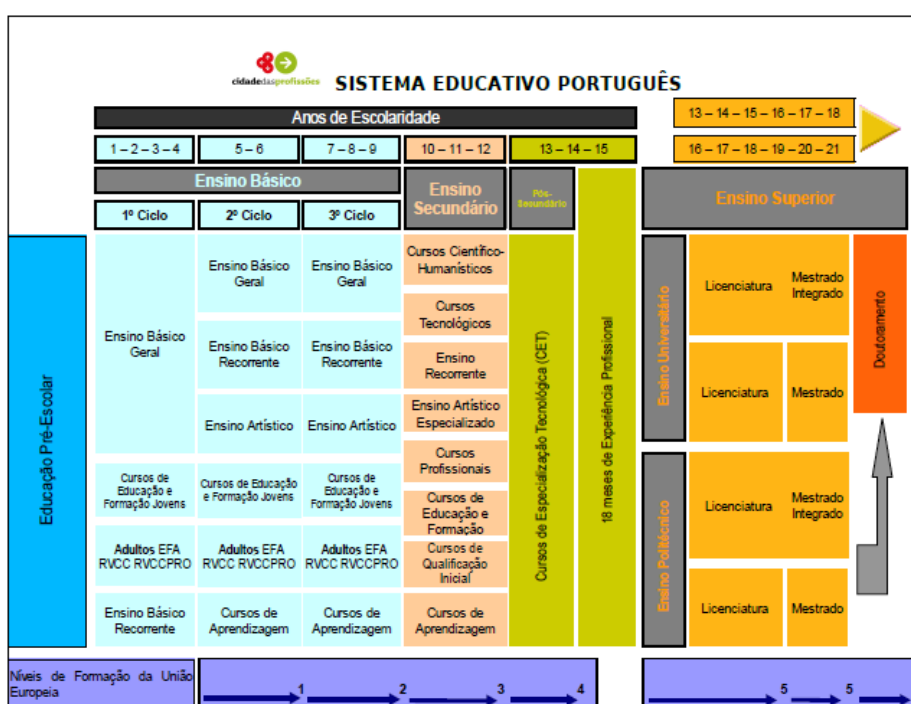 cidadedasprofissões
SISTEMA EDUCATIVO PORTUGUÊS
Anos de Escolaridade
13 – 14 – 15 – 16 – 17 – 18
1 – 2 – 3 – 4
5 – 6
7 – 8 – 9
10 – 11 – 12
13 – 14 – 15
16 – 17 – 18 – 19 – 20 – 21
Ensino Básico
Ensino
Secundário
Pós-
Secundário
Ensino Superior
1º Ciclo
2º Ciclo
3º Ciclo
Educação Pré-Escolar
Ensino Básico
Geral
Cursos de
Educação e
Formação Jovens
Adultos EFA
RVCC RVCCPRO
Ensino Básico
Recorrente
Ensino Básico
Geral
Ensino Básico
Recorrente
Ensino Artístico
Cursos de Educação
e Formação Jovens
Adultos EFA
RVCC RVCCPRO
Cursos de
Aprendizagem
Ensino Básico
Geral
Ensino Básico
Recorrente
Ensino Artístico
Cursos de
Educação e
Formação Jovens
Adultos EFA
RVCC RVCCPRO
Cursos de
Aprendizagem
Cursos Científico-
Humanísticos
Cursos
Tecnológicos
Ensino
Recorrente
Ensino Artístico
Especializado
Cursos
Profissionais
Cursos de
Educação e
Formação
Cursos de
Qualificação
Inicial
Cursos de
Aprendizagem
Cursos de Especialização Tecnológica (CET)
18 meses de Experiência Profissional
Ensino Universitário
Licenciatura
Mestrado
Integrado
Licenciatura
Mestrado
Doutoramento
Ensino Politécnico
Licenciatura
Mestrado
Integrado
Licenciatura
Mestrado
Níveis de Formação da União
Europeia
1
2
3
4
5
5